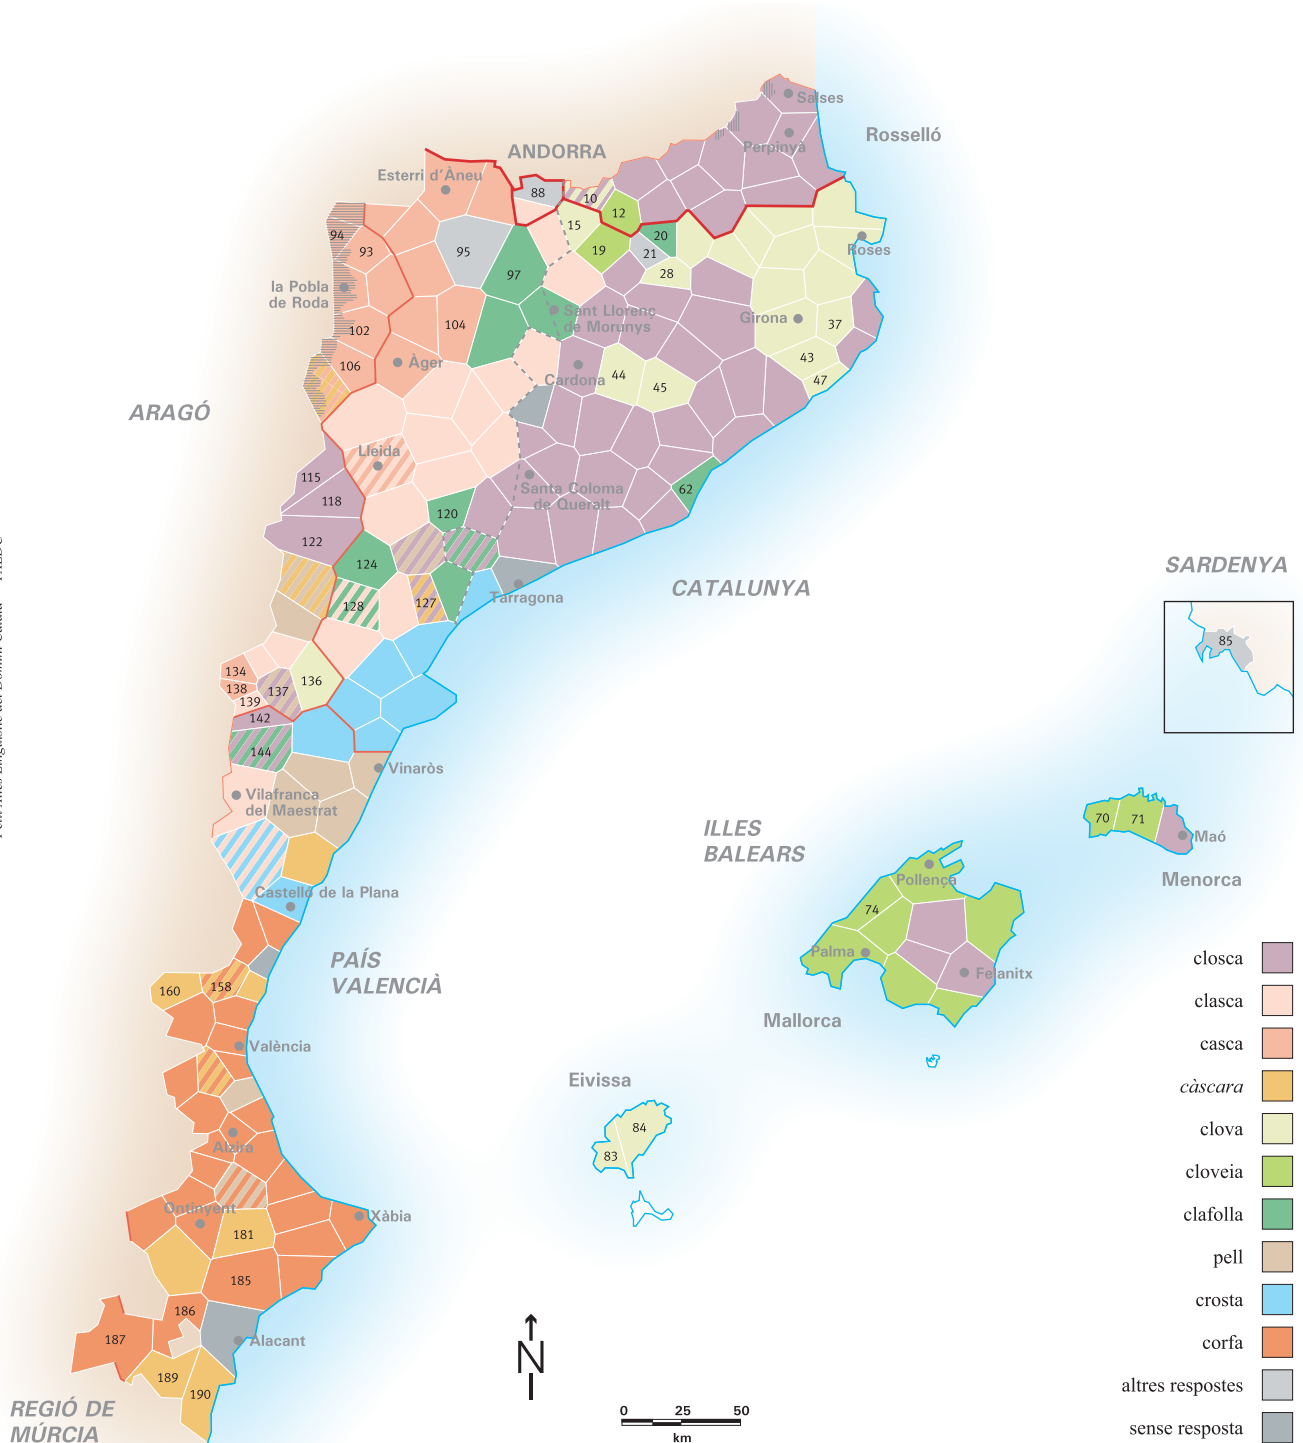 Salses
Rosselló
Perpinyà
ANDORRA
Esterri d'Àneu
88
10
12
15
94
93
95
19
20
21
Roses
97
28
la Pobla
de Roda
Sant Llorenç
de Morunys
Girona
37
102
104
106
Àger
43
Cardona
44
45
47
ARAGÓ
Lleida
115
118
Santa Coloma
de Queralt
62
120
122
124
SARDENYA
CATALUNYA
Tarragona
127
128
85
134
136
138
137
139
142
144
Vinaròs
Vilafranca
del Maestrat
ILLES
BALEARS
70
71
Maó
Menorca
Castelló de la Plana
Pollença
74
Palma
Felanitx
Mallorca
PAÍS
VALENCIÀ
160
158
València
Eivissa
84
83
Alzira
Ontinyent
Xàbia
181
185
186
187
Alacant
189
190
REGIÓ DE
MÚRCIA
N
0 25 50
km
closca
clasca
casca
càscara
clova
cloveia
clafolla
pell
crosta
corfa
altres respostes
sense resposta